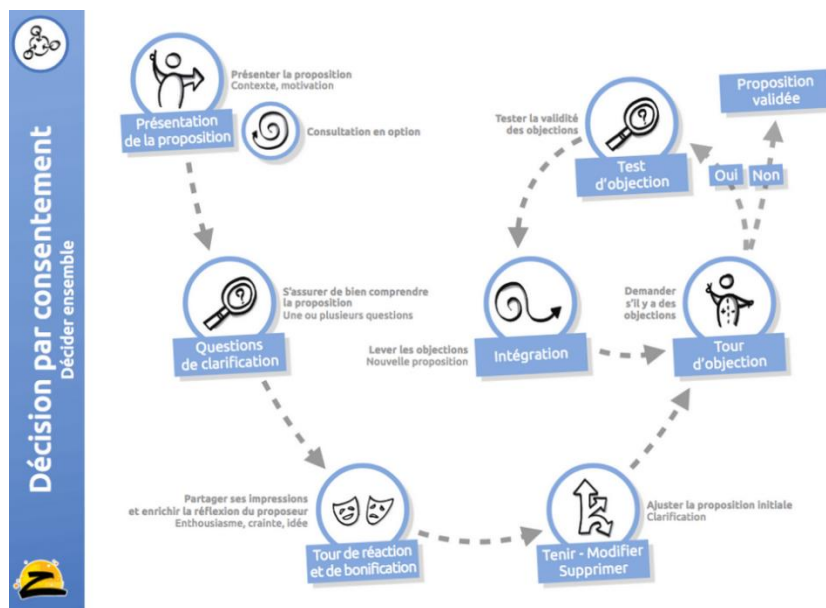 Décision par consentement
Décider ensemble
Présenter la proposition
Contexte, motivation
Présentation
de la proposition
Consultation en option
S'assurer de bien comprendre
la proposition
Une ou plusieurs questions
Questions
de clarification
Partager ses impressions
et enrichir la réflexion du proposeur
Enthousiasme, crainte, idée
Tour de réaction
et de bonification
Ajuster la proposition initiale
Clarification
Tenir - Modifier
Supprimer
Demander
s'il y a des
objections
Tour
d'objection
Oui
Non
Proposition
validée
Tester la validité
des objections
Test
d'objection
Lever les objections
Nouvelle proposition
Intégration